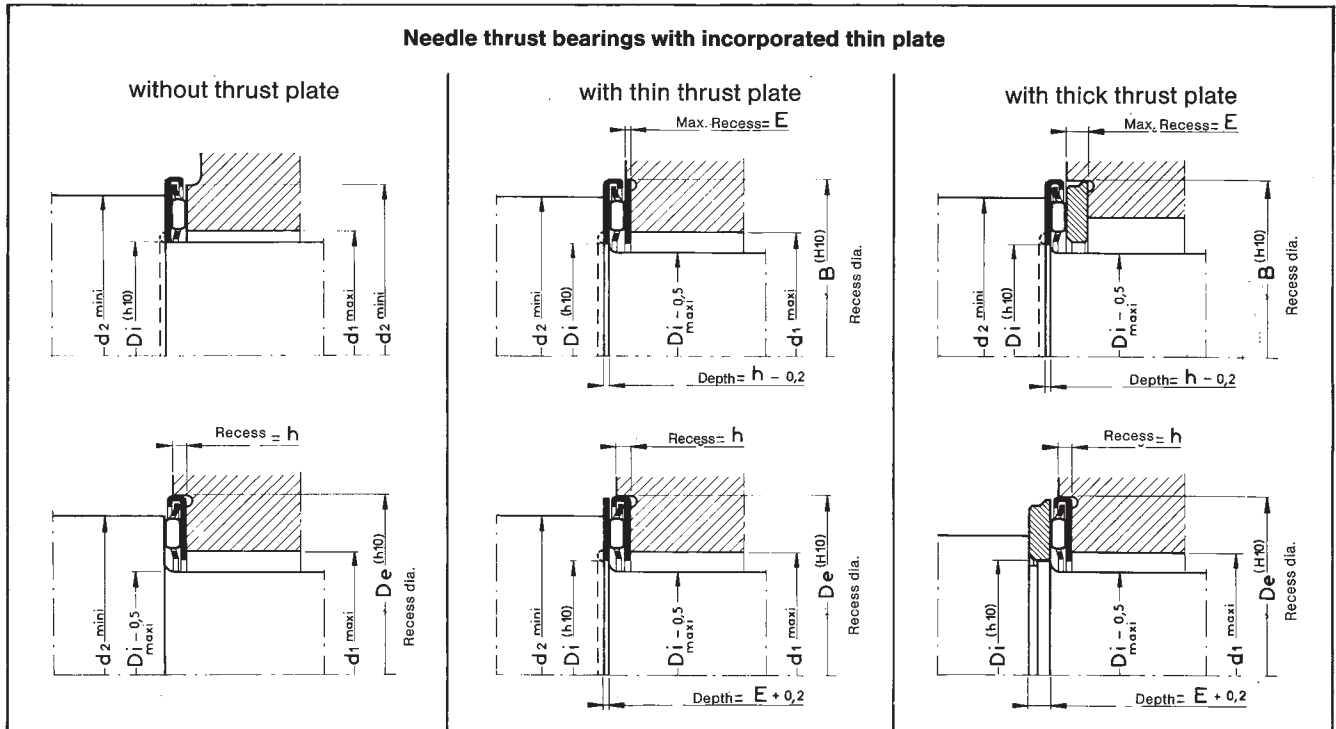 Needle thrust bearings with incorporated thin plate
without thrust plate
d2 mini
Di (h10)
d1 maxi
d2 mini
Recess = h
d2 mini
Di - 0,5 maxi
d1 maxi
De (h10)
Recess dia.
with thin thrust plate
Max. Recess= E
d2 mini
Di (h10)
Di - 0,5 maxi
d1 maxi
B (H10)
Recess dia.
Depth= h - 0,2
Recess= h
d2 mini
Di (h10)
Di - 0,5 maxi
d1 maxi
De (H10)
Recess dia.
Depth= E + 0,2
with thick thrust plate
Max. Recess= E
d2 mini
Di (h10)
Di - 0,5 maxi
B (H10)
Recess dia.
Depth= h - 0,2
Recess= h
Di (h10)
Di - 0,5 maxi
d1 maxi
De (H10)
Recess dia.
Depth= E + 0,2